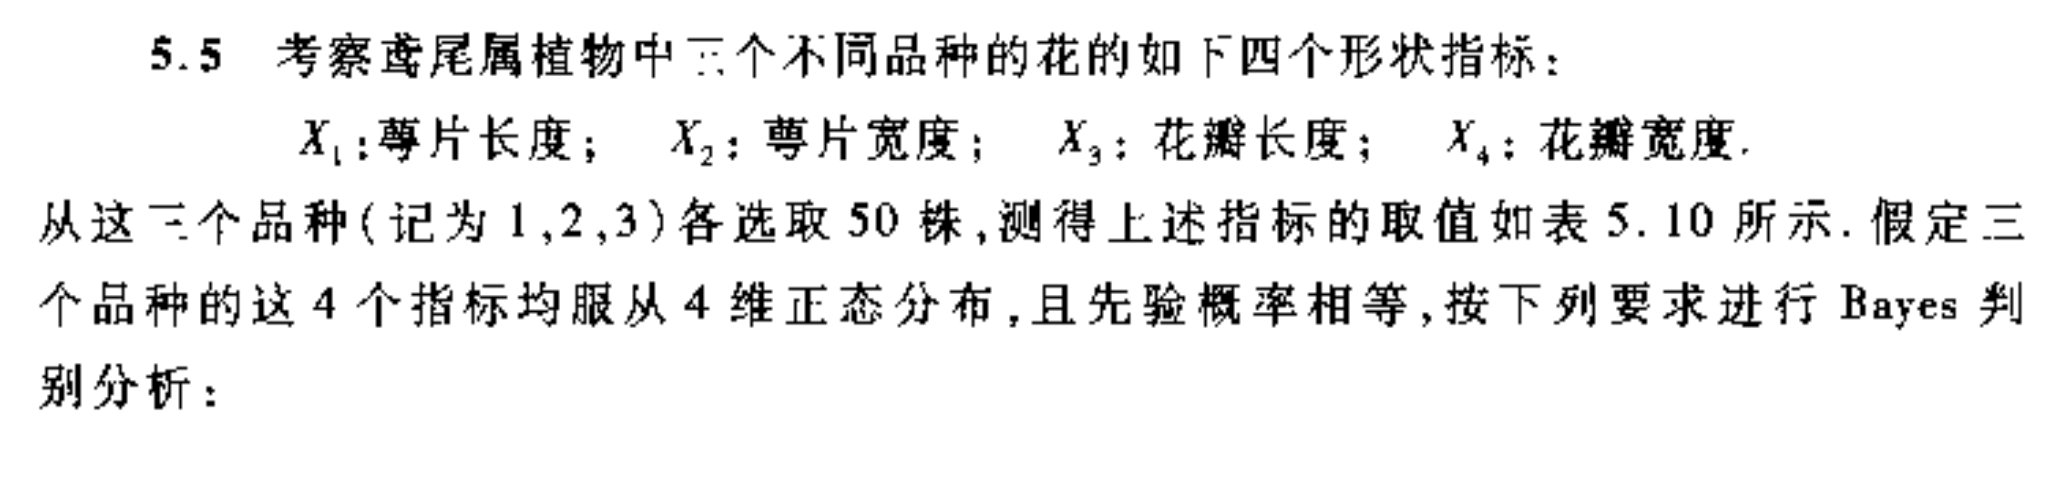 5.5 考察鸢尾属植物中三个不同品种的花的如下四个形状指标:
X₁:萼片长度; X₂: 萼片宽度; X₃: 花瓣长度; X₄: 花瓣宽度.
从这三个品种(记为 1,2,3)各选取 50 株,测得上述指标的取值如表 5.10 所示. 假定三
个品种的这 4 个指标均服从 4 维正态分布,且先验概率相等,按下列要求进行 Bayes 判
别分析: